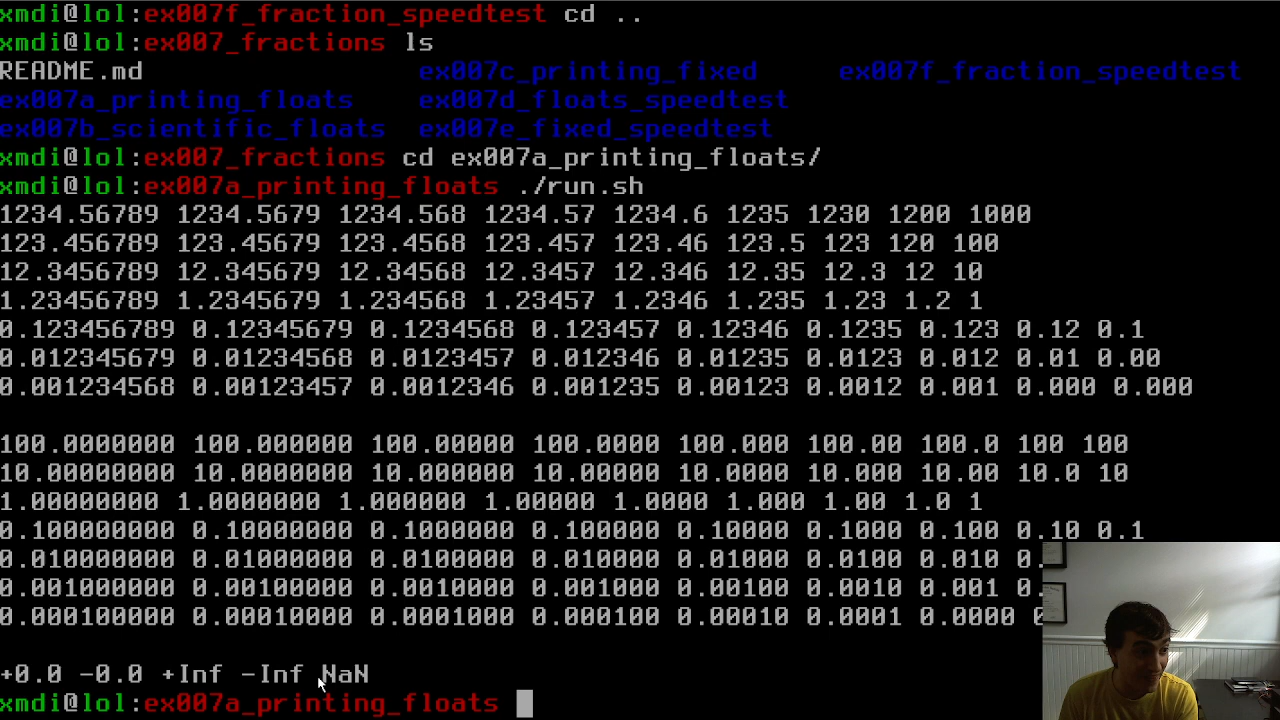 xmdi@lol:ex007f_fraction_speedtest cd ..
xmdi@lol:ex007_fractions ls
README.md ex007c_printing_fixed ex007f_fraction_speedtest
ex007a_printing_floats ex007d_floats_speedtest
ex007b_scientific_floats ex007e_fixed_speedtest
xmdi@lol:ex007_fractions cd ex007a_printing_floats/
xmdi@lol:ex007a_printing_floats ./run.sh
1234.56789 1234.5679 1234.568 1234.57 1234.6 1235 1230 1200 1000
123.456789 123.45679 123.4568 123.457 123.46 123.5 123 120 100
12.3456789 12.345679 12.34568 12.3457 12.346 12.35 12.3 12 10
1.23456789 1.2345679 1.234568 1.23457 1.2346 1.235 1.23 1.2 1
0.123456789 0.12345679 0.1234568 0.123457 0.12346 0.1235 0.123 0.12 0.1
0.012345679 0.01234568 0.0123457 0.012346 0.01235 0.0123 0.012 0.01 0.00
0.001234568 0.00123457 0.0012346 0.001235 0.00123 0.0012 0.001 0.000 0.000
100.0000000 100.000000 100.00000 100.0000 100.000 100.00 100.0 100 100
10.00000000 10.0000000 10.000000 10.00000 10.0000 10.000 10.00 10.0 10
1.00000000 1.0000000 1.000000 1.00000 1.0000 1.000 1.00 1.0 1
0.100000000 0.10000000 0.1000000 0.100000 0.10000 0.1000 0.100 0.10 0.1
0.010000000 0.01000000 0.0100000 0.010000 0.01000 0.0100 0.010 0.
0.001000000 0.00100000 0.0010000 0.001000 0.00100 0.0010 0.001 0.
0.000100000 0.00010000 0.0001000 0.000100 0.00010 0.0001 0.0000
+0.0 -0.0 +Inf -Inf NaN
xmdi@lol:ex007a_printing_floats